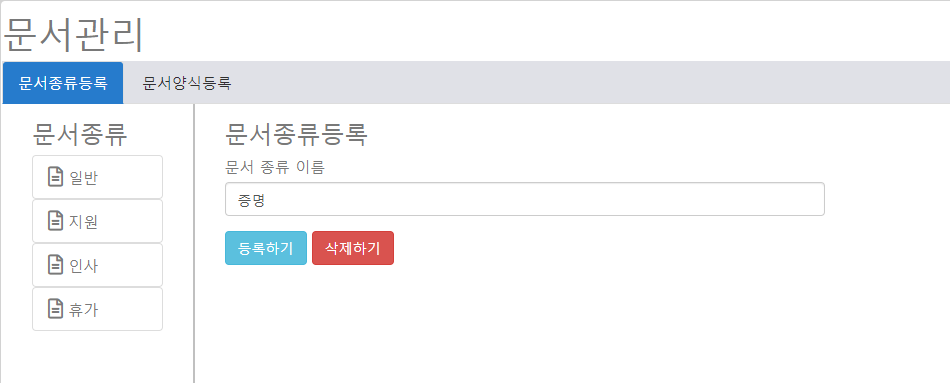 문서관리
문서종류등록 문서양식등록
문서종류
일반
지원
인사
휴가
문서종류등록
문서 종류 이름
증명
등록하기 삭제하기